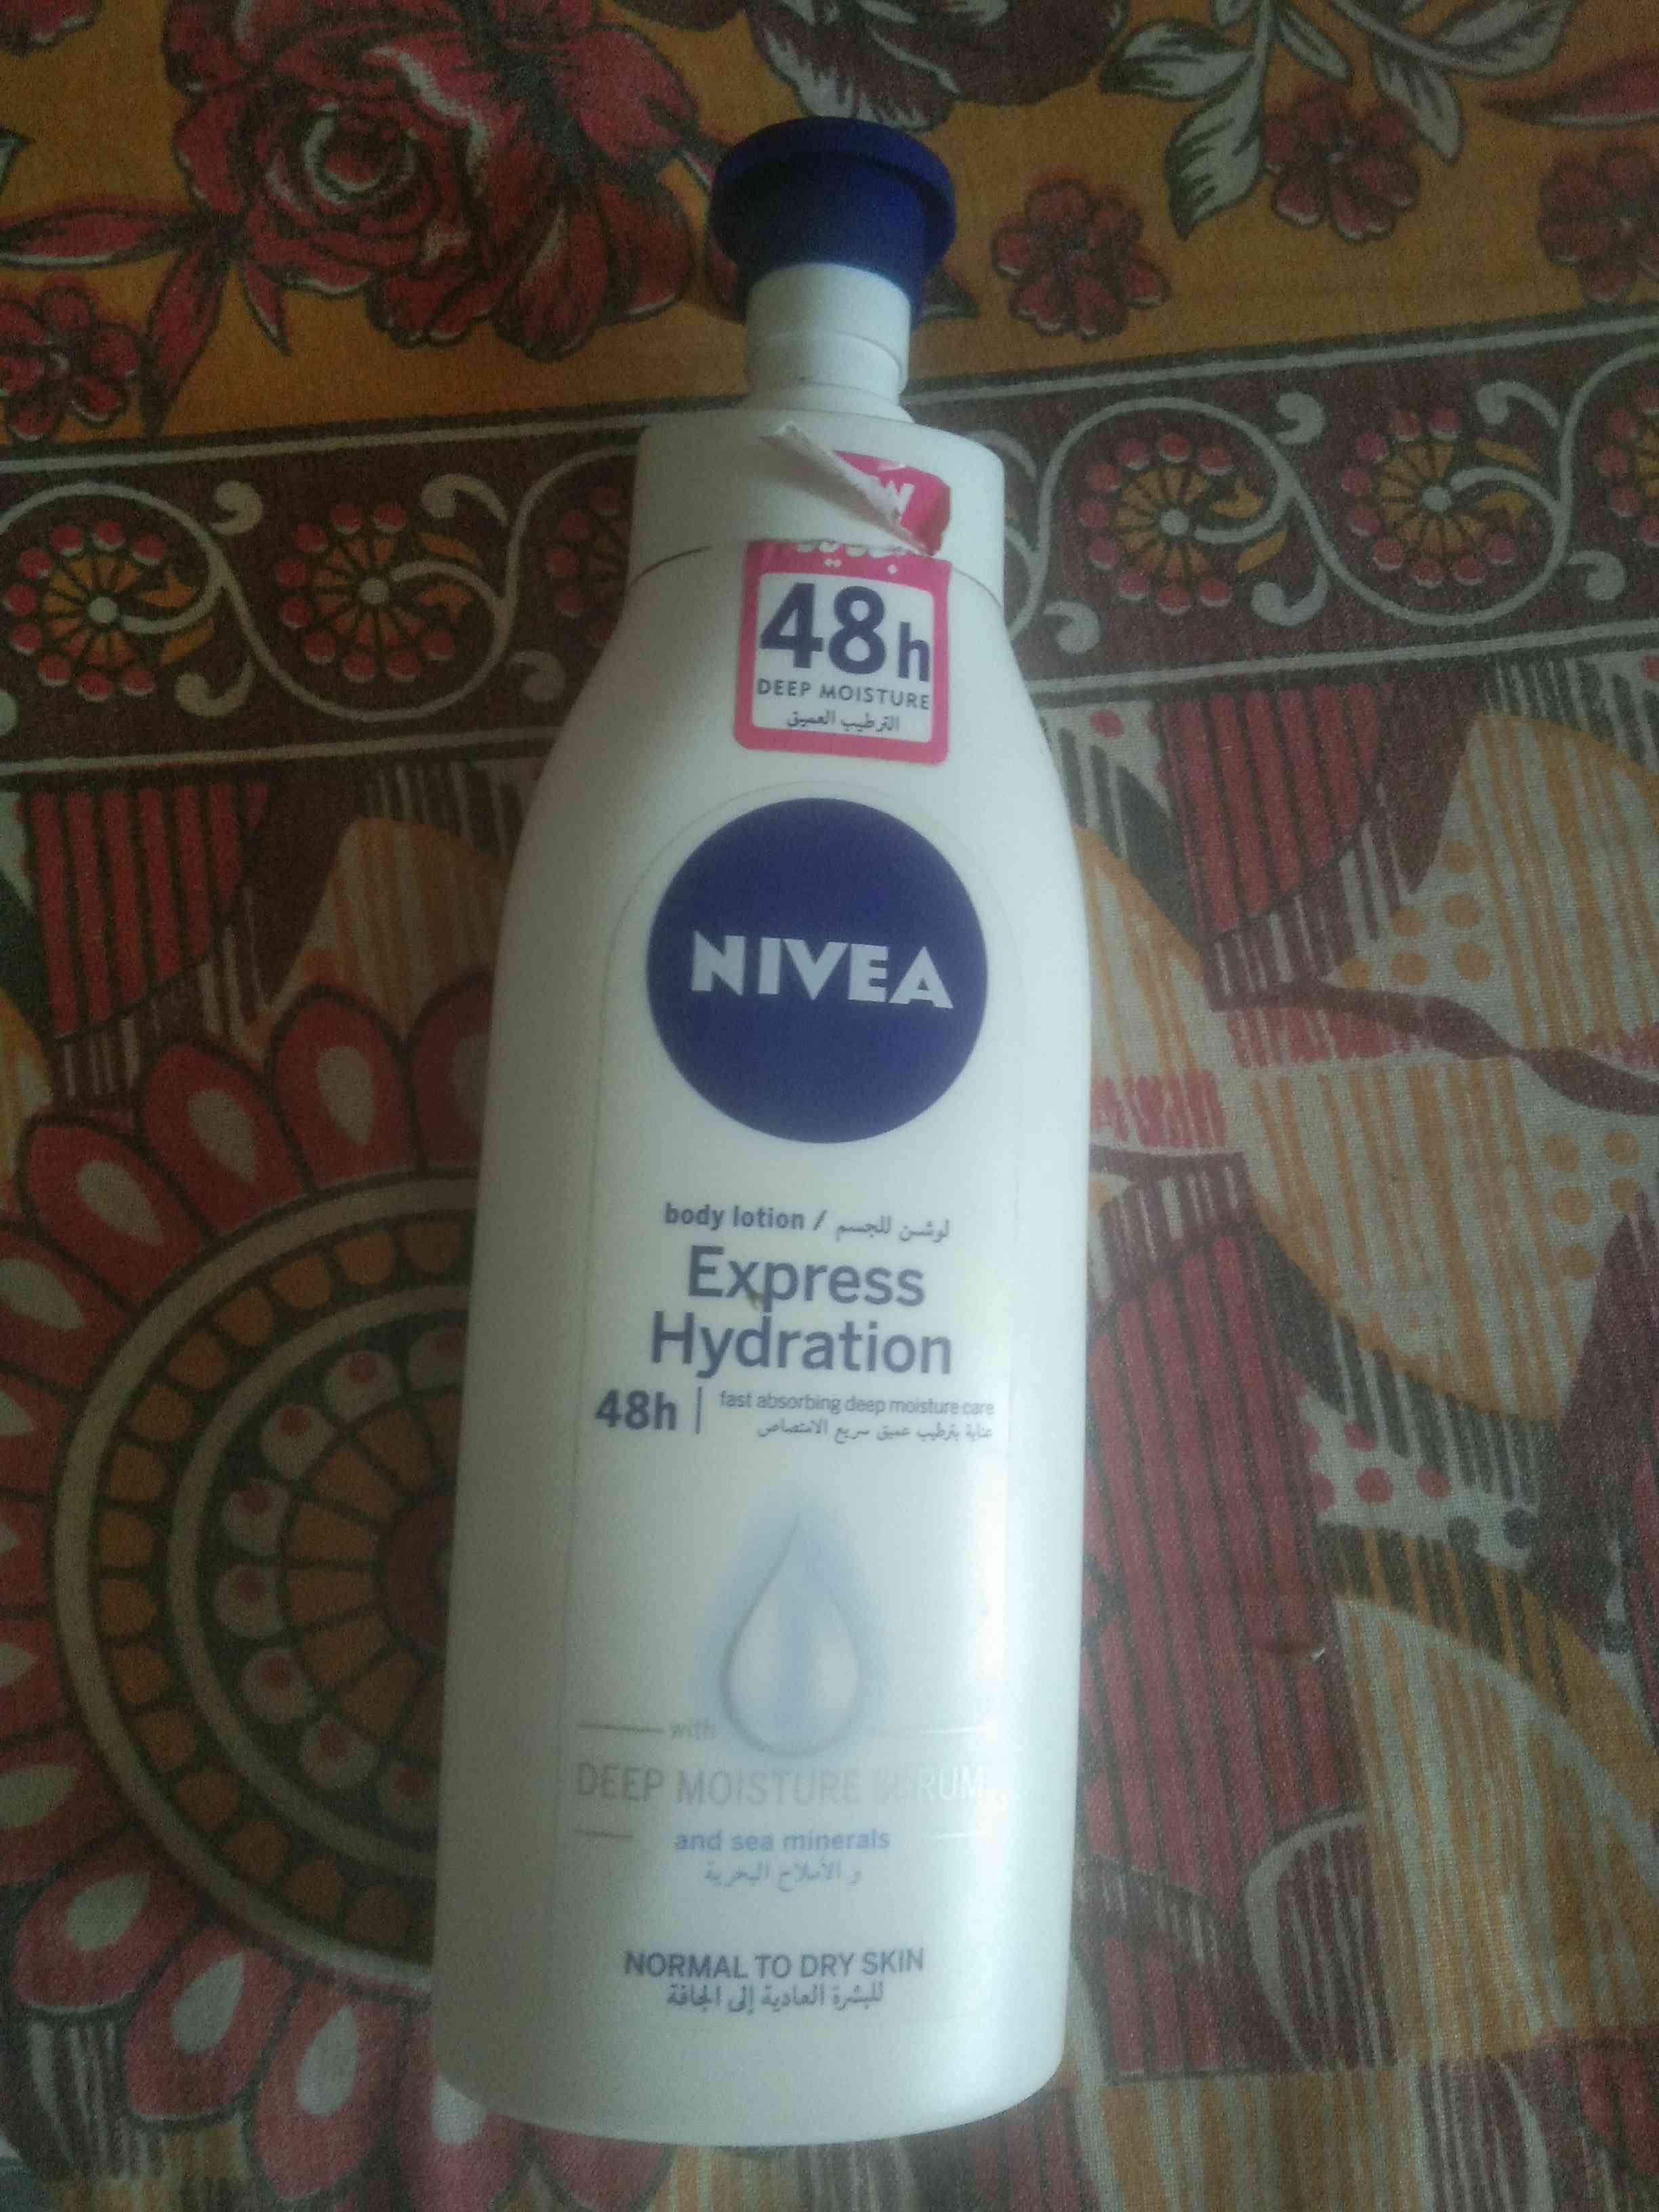 48h
DEEP MOISTURE
الترطيب العميق
NIVEA
body lotion / لوشن للجسم
Express
Hydration
48h | fast absorbing deep moisture care
عناية بترطيب عميق سريع الامتصاص
with
DEEP MOISTURE SERUM
and sea minerals
و الأملاح البحرية
NORMAL TO DRY SKIN
للبشرة العادية إلى الجافة